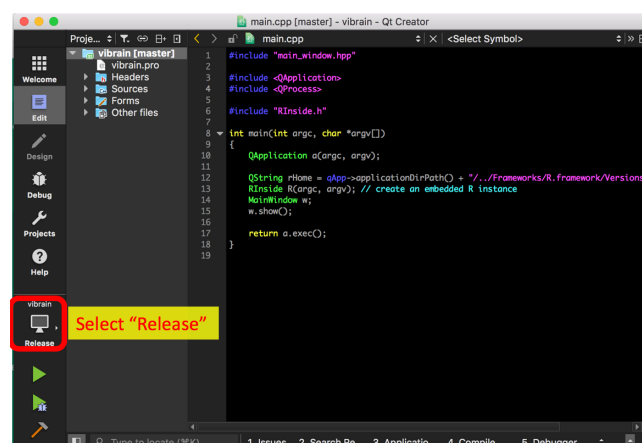 main.cpp [master] - vibrain - Qt Creator
Proje... main.cpp <Select Symbol>
vibrain [master]
vibrain.pro
Headers
Sources
Forms
Other files
Welcome
Edit
Design
Debug
Projects
Help
vibrain
Release
1 #include "main_window.hpp"
2
3 #include <QApplication>
4 #include <QProcess>
5
6 #include "RInside.h"
7
8 int main(int argc, char *argv[])
9 {
10 QApplication a(argc, argv);
11
12 QString rHome = qApp->applicationDirPath() + "/../Frameworks/R.framework/Versions
13 RInside R(argc, argv); // create an embedded R instance
14 MainWindow w;
15 w.show();
16
17 return a.exec();
18 }
19
Select “Release”
Type to locate (⌘K) 1 Issues 2 Search Re... 3 Applicatio... 4 Compile 5 Debugger